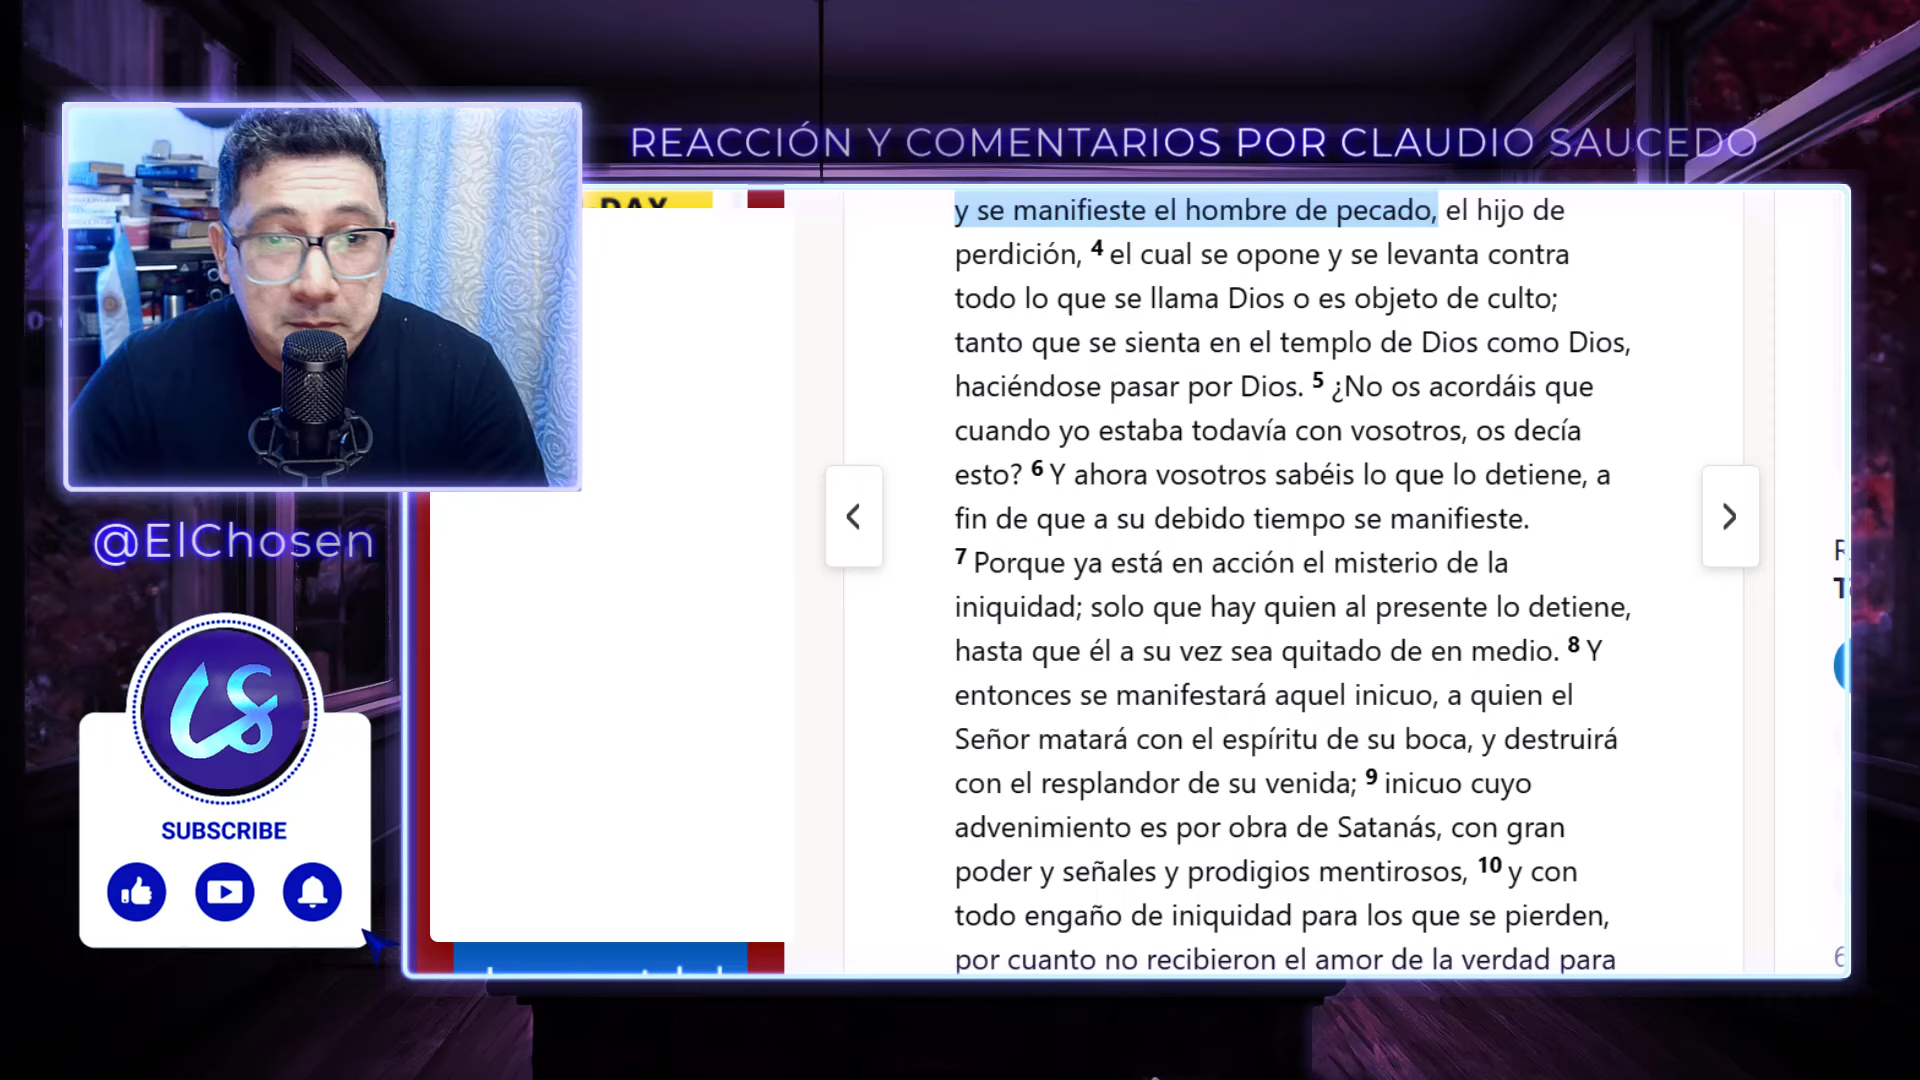 REACCIÓN Y COMENTARIOS POR CLAUDIO SAUCEDO
DAY
y se manifieste el hombre de pecado, el hijo de
perdición, 4 el cual se opone y se levanta contra
todo lo que se llama Dios o es objeto de culto;
tanto que se sienta en el templo de Dios como Dios,
haciéndose pasar por Dios. 5 ¿No os acordáis que
cuando yo estaba todavía con vosotros, os decía
esto? 6 Y ahora vosotros sabéis lo que lo detiene, a
fin de que a su debido tiempo se manifieste.
7 Porque ya está en acción el misterio de la
iniquidad; solo que hay quien al presente lo detiene,
hasta que él a su vez sea quitado de en medio. 8 Y
entonces se manifestará aquel inicuo, a quien el
Señor matará con el espíritu de su boca, y destruirá
con el resplandor de su venida; 9 inicuo cuyo
advenimiento es por obra de Satanás, con gran
poder y señales y prodigios mentirosos, 10 y con
todo engaño de iniquidad para los que se pierden,
por cuanto no recibieron el amor de la verdad para
@ElChosen
SUBSCRIBE